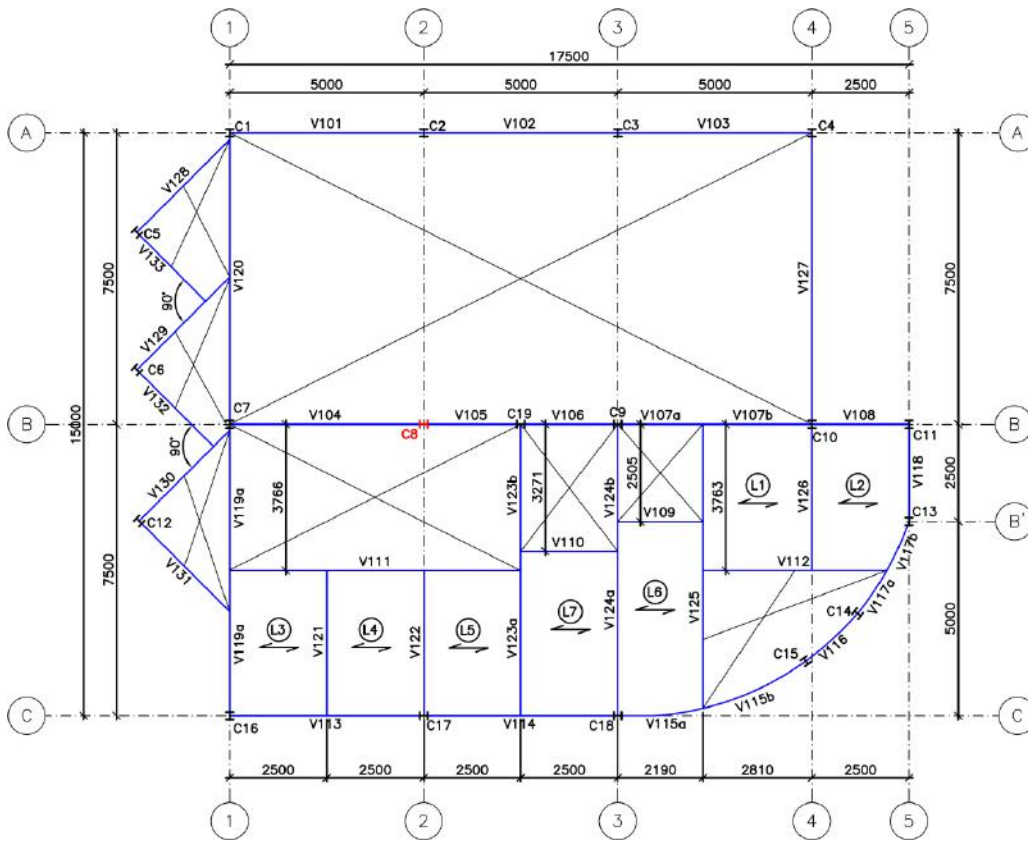 1 2 3 4 5
17500
5000 5000 5000 2500
A C1 V101 C2 V102 C3 V103 C4 A
V128
C5
V133
V120
V127
7500
7500
90°
V129
C6
V132
15000
C7
B V104 V105 C19 V106 C9 V107a V107b V108 B
C8 C10 C11
90°
V130
V119a
3766
V123b
3271
V124b
2505
3763
L1
V126
L2
V118
2500
C12
V109
C13
B'
V110
V131
V111
V112
V117b
7500
L3
L4
L5
L7
L6
V125
V124a
V117a
C14
5000
V119a
V121
V122
V123a
C15
V116
V115b
C C16 V113 C17 V114 C18 V115a C
2500 2500 2500 2500 2190 2810 2500
1 2 3 4 5